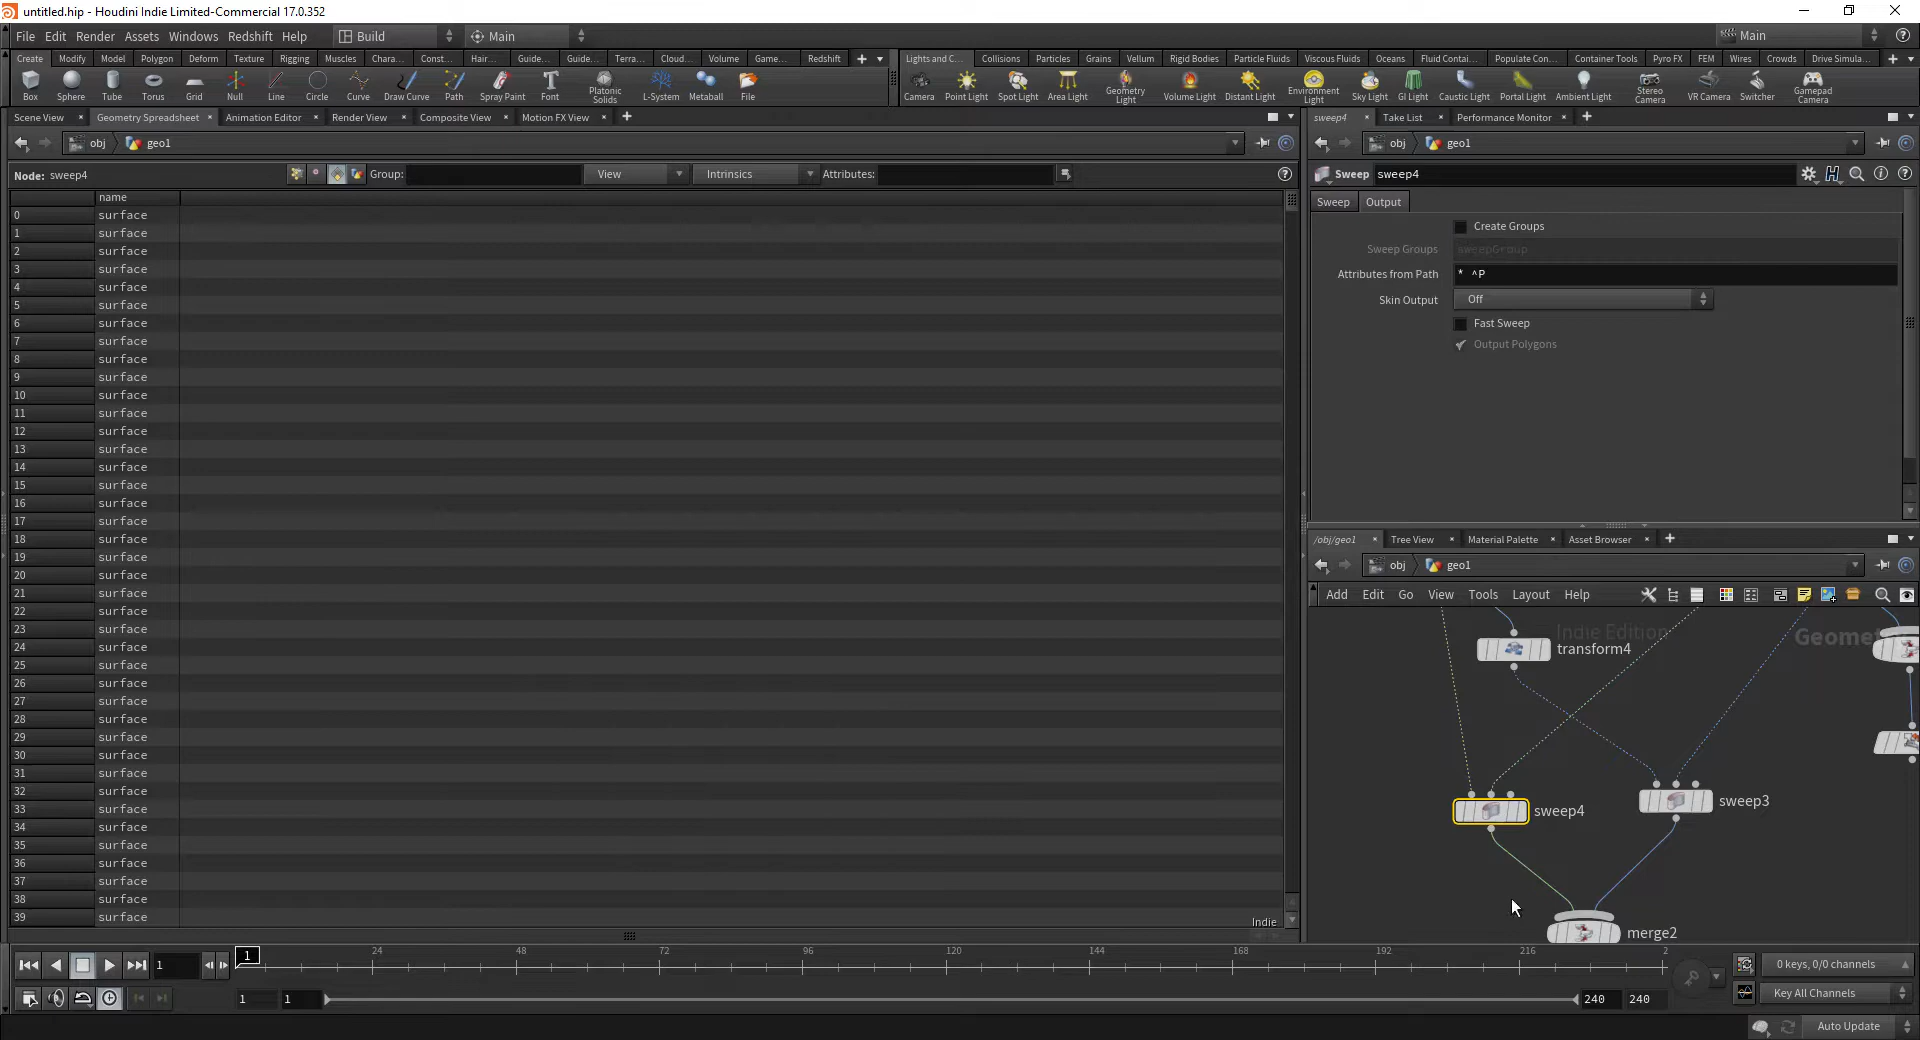 untitled.hip - Houdini Indie Limited-Commercial 17.0.352
File Edit Render Assets Windows Redshift Help Build Main Main
Create Modify Model Polygon Deform Texture Rigging Muscles Chara... Const... Hair... Guide... Guide... Terra... Cloud... Volume Game... Redshift
Lights and C... Collisions Particles Grains Vellum Rigid Bodies Particle Fluids Viscous Fluids Oceans Fluid Contai... Populate Con... Container Tools Pyro FX FEM Wires Crowds Drive Simula...
Box Sphere Tube Torus Grid Null Line Circle Curve Draw Curve Path Spray Paint Font Platonic Solids L-System Metaball File
Camera Point Light Spot Light Area Light Geometry Light Volume Light Distant Light Environment Light Sky Light GI Light Caustic Light Portal Light Ambient Light Stereo Camera VR Camera Switcher Gamepad Camera
Scene View Geometry Spreadsheet Animation Editor Render View Composite View Motion FX View
obj geo1
Node: sweep4 Group: View Intrinsics Attributes:
name
0 surface
1 surface
2 surface
3 surface
4 surface
5 surface
6 surface
7 surface
8 surface
9 surface
10 surface
11 surface
12 surface
13 surface
14 surface
15 surface
16 surface
17 surface
18 surface
19 surface
20 surface
21 surface
22 surface
23 surface
24 surface
25 surface
26 surface
27 surface
28 surface
29 surface
30 surface
31 surface
32 surface
33 surface
34 surface
35 surface
36 surface
37 surface
38 surface
39 surface
Indie
sweep4 Take List Performance Monitor
obj geo1
Sweep sweep4
Sweep Output
Create Groups
Sweep Groups sweepGroup
Attributes from Path * ^P
Skin Output Off
Fast Sweep
Output Polygons
/obj/geo1 Tree View Material Palette Asset Browser
obj geo1
Add Edit Go View Tools Layout Help
Indie Edition
Geome
transform4
sweep4
sweep3
merge2
1 1 24 48 72 96 120 144 168 192 216 2
0 keys, 0/0 channels
1 1 240 240
Key All Channels
Auto Update